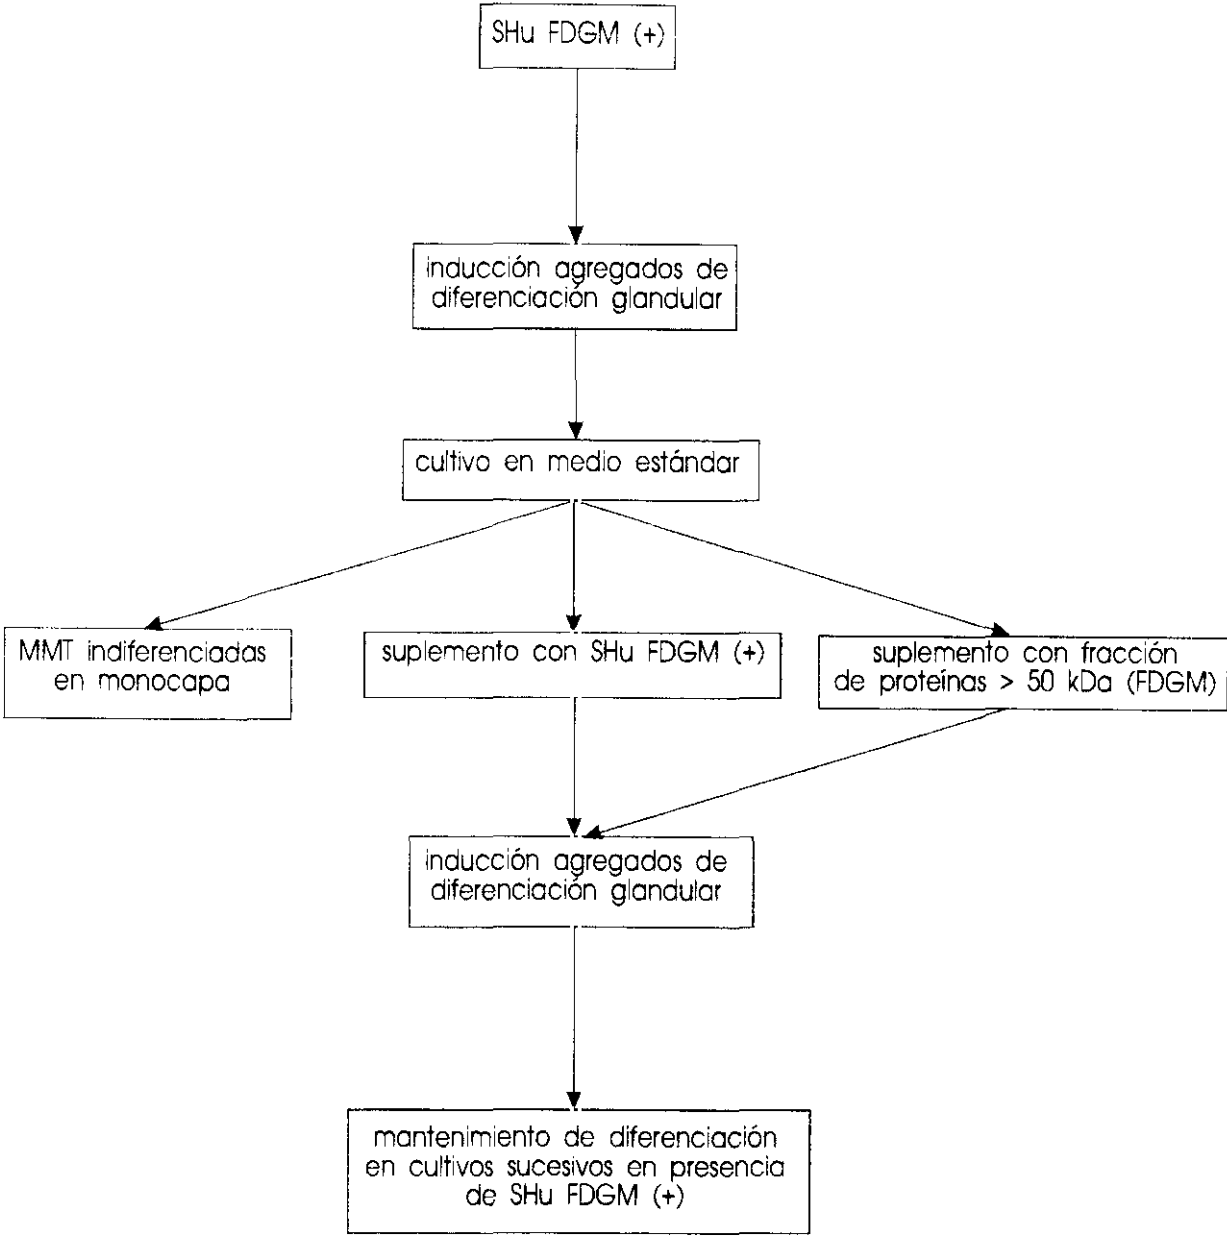 SHu FDGM (+)
inducción agregados de
diferenciación glandular
cultivo en medio estándar
MMT indiferenciadas
en monocapa
suplemento con SHu FDGM (+)
suplemento con fracción
de proteínas > 50 kDa (FDGM)
inducción agregados de
diferenciación glandular
mantenimiento de diferenciación
en cultivos sucesivos en presencia
de SHu FDGM (+)